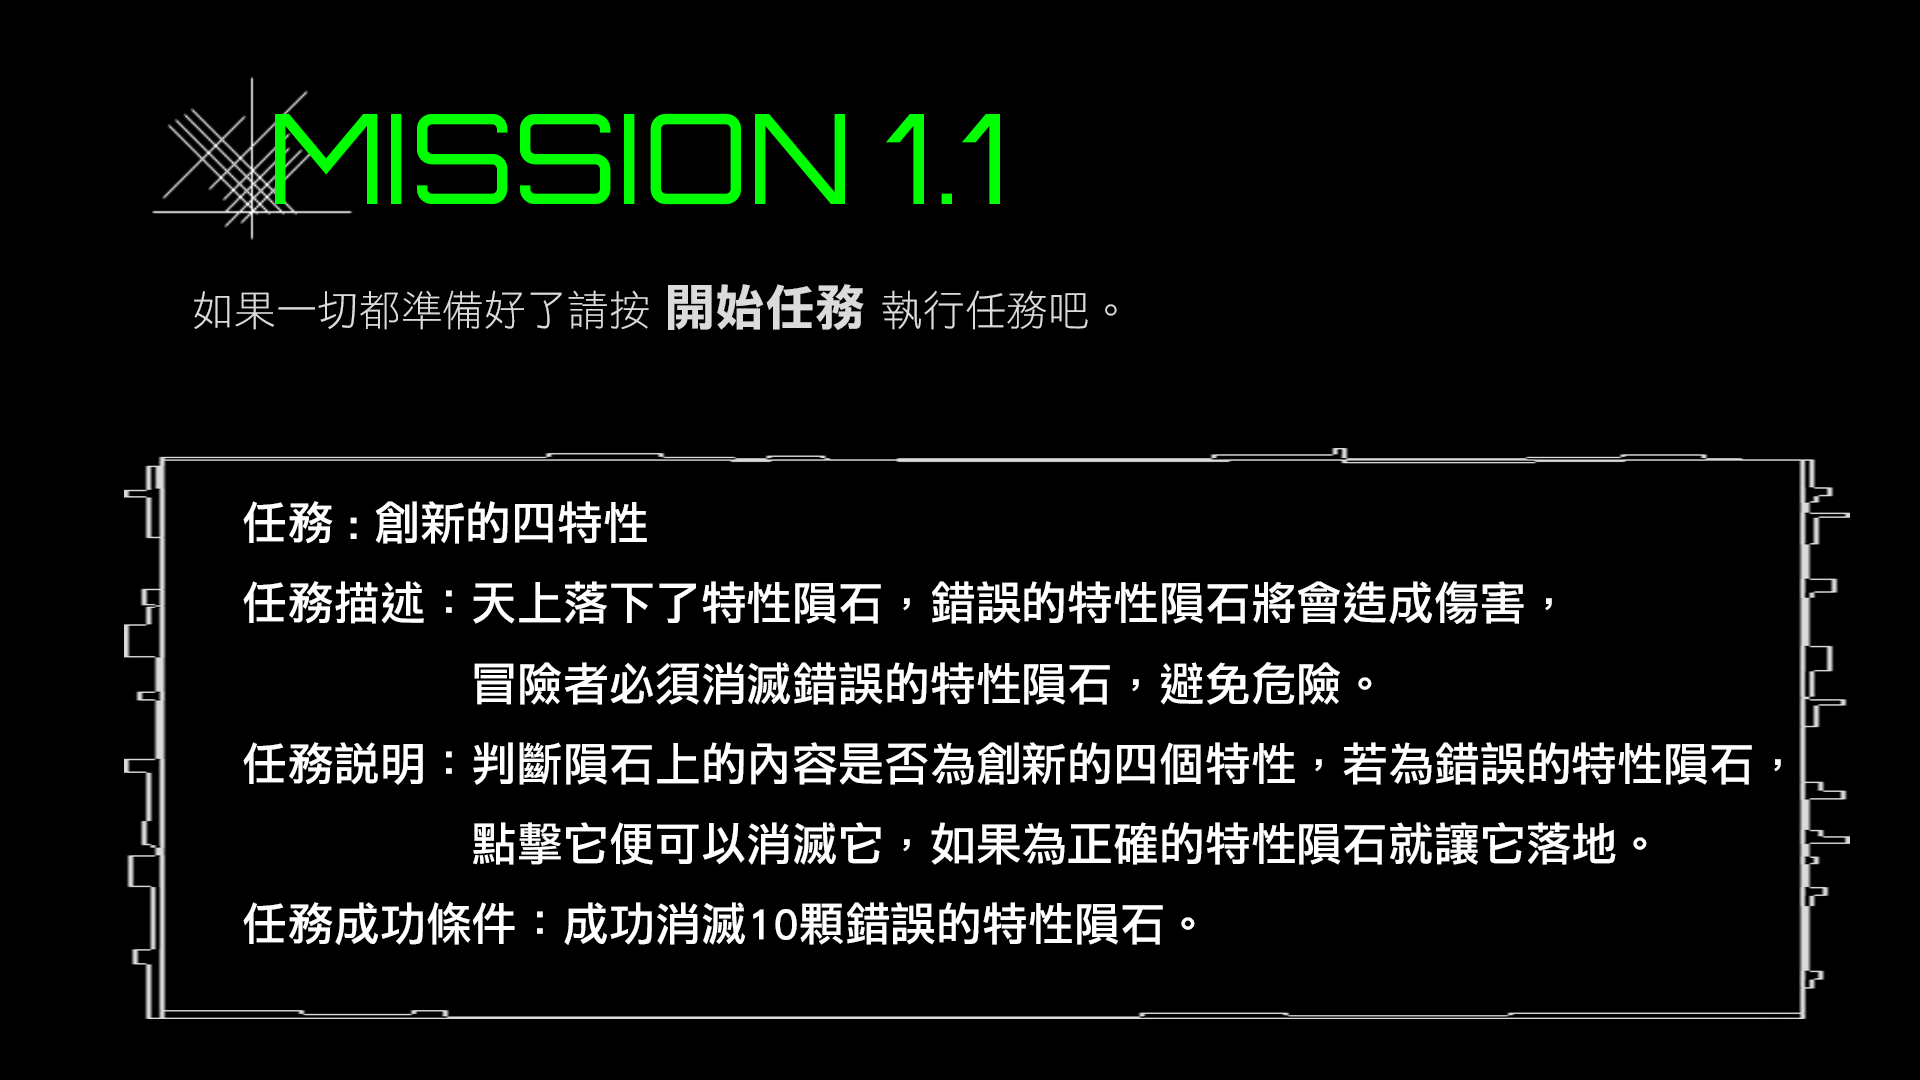 MISSION 1.1
如果一切都準備好了請按 開始任務 執行任務吧。
任務 : 創新的四特性
任務描述：天上落下了特性隕石，錯誤的特性隕石將會造成傷害，
冒險者必須消滅錯誤的特性隕石，避免危險。
任務說明：判斷隕石上的內容是否為創新的四個特性，若為錯誤的特性隕石，
點擊它便可以消滅它，如果為正確的特性隕石就讓它落地。
任務成功條件：成功消滅10顆錯誤的特性隕石。